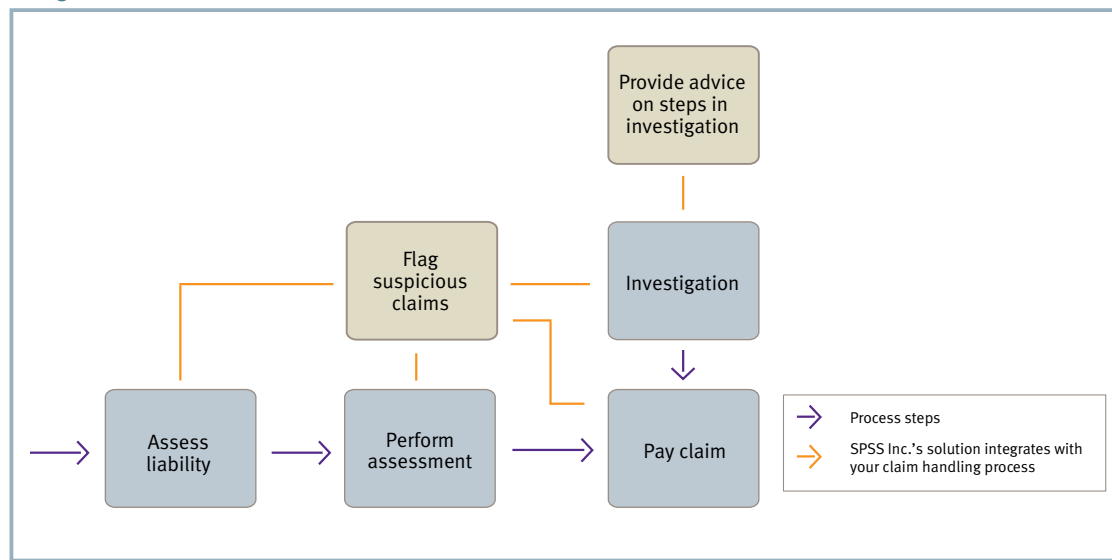 Provide advice
on steps in
investigation
Flag
suspicious
claims
Investigation
Assess
liability
Perform
assessment
Pay claim
Process steps
SPSS Inc.’s solution integrates with
your claim handling process